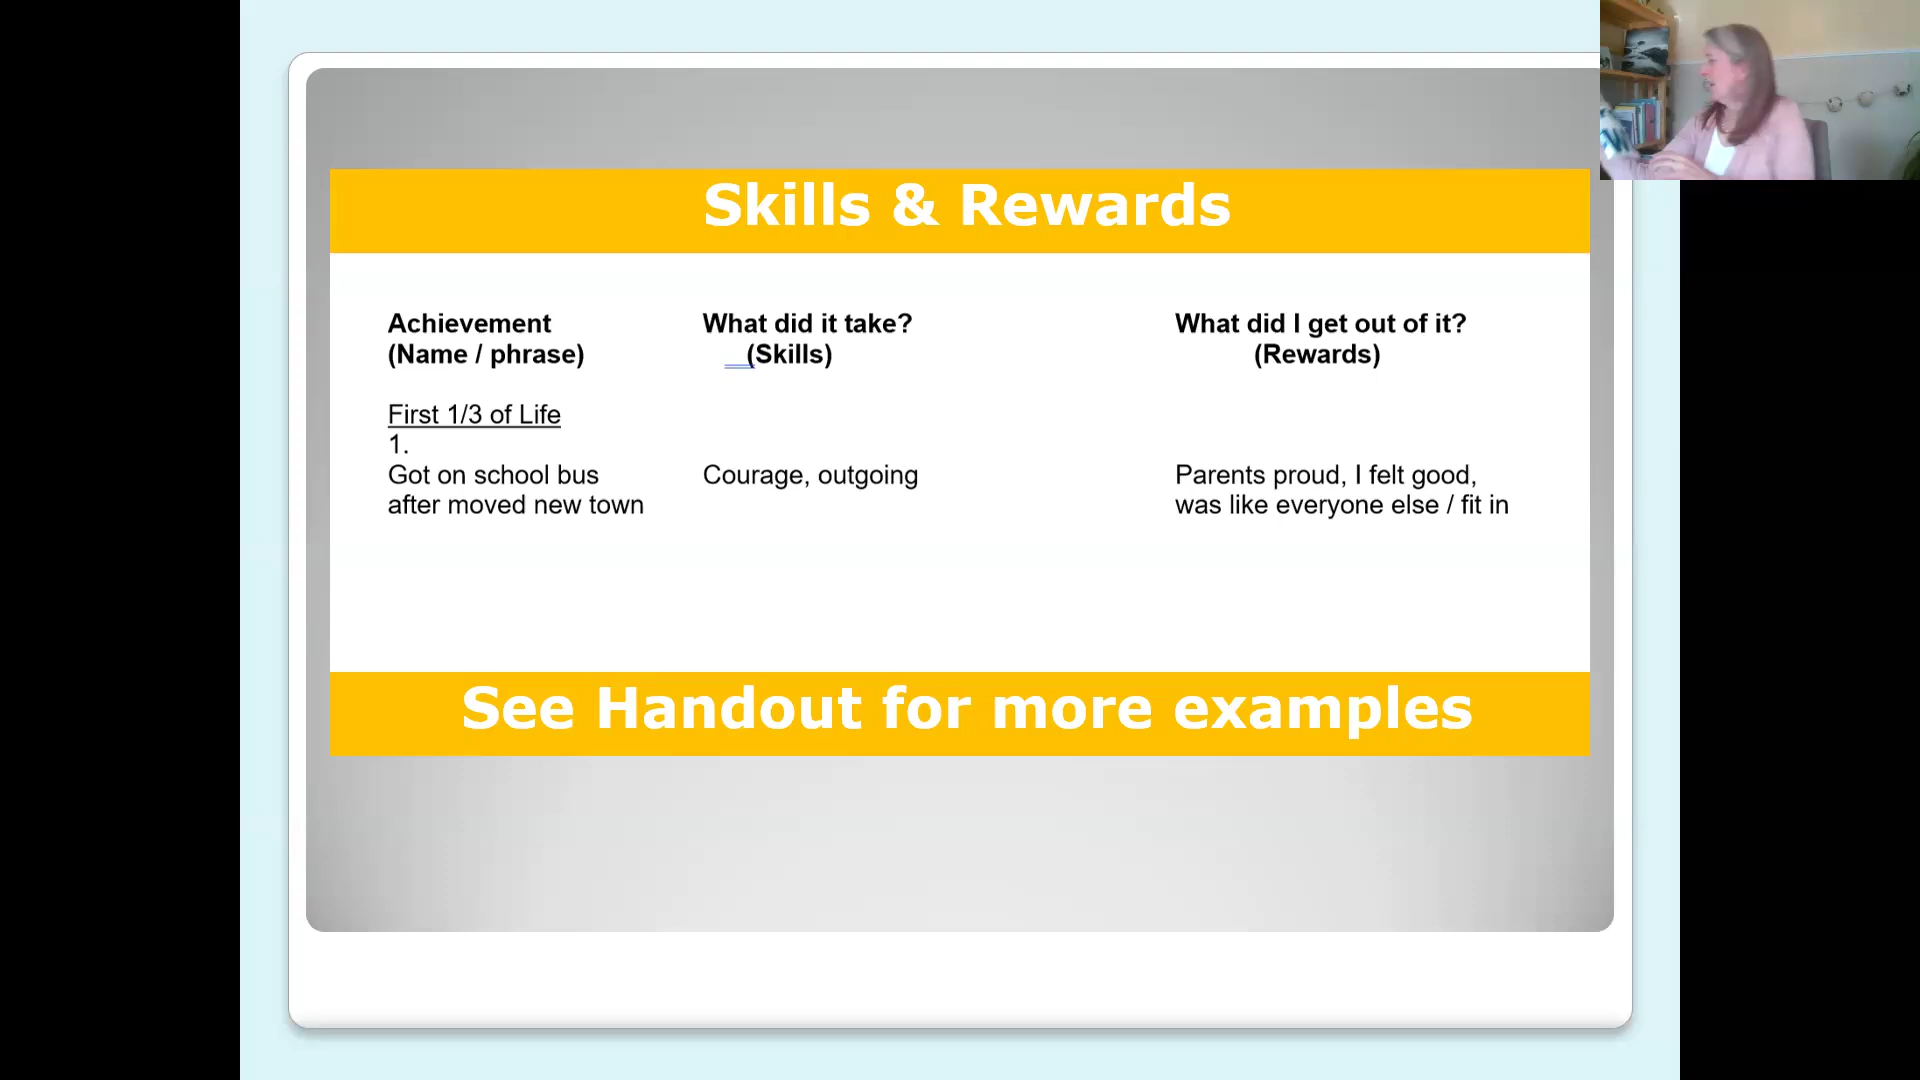 Skills & Rewards
Achievement What did it take? What did I get out of it?
(Name / phrase) (Skills) (Rewards)
First 1/3 of Life
1.
Got on school bus Courage, outgoing Parents proud, I felt good,
after moved new town was like everyone else / fit in
See Handout for more examples